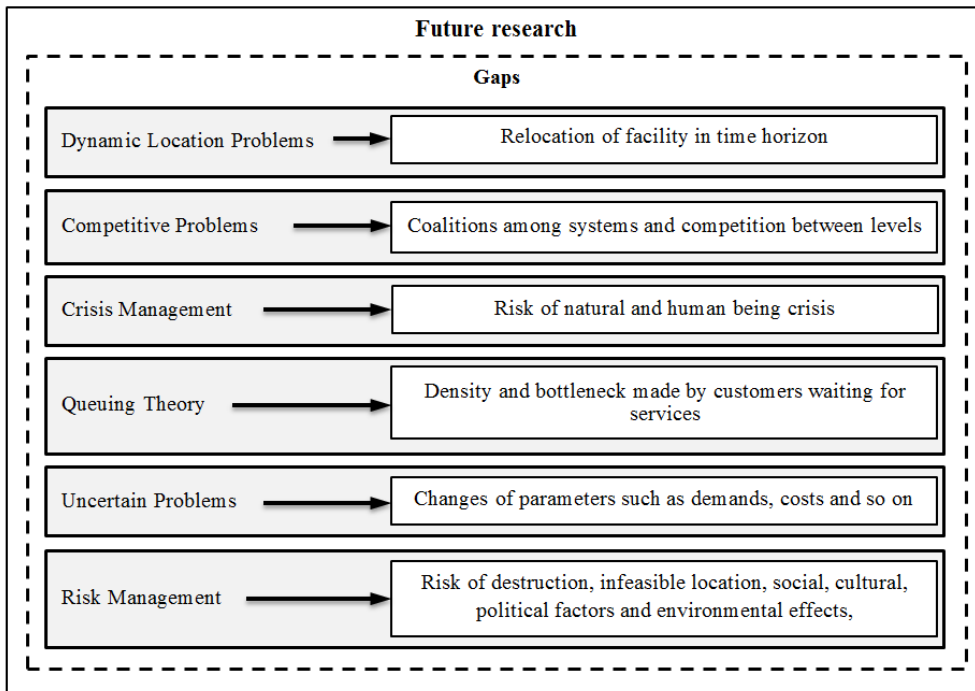 Future research
Gaps
Dynamic Location Problems
Relocation of facility in time horizon
Competitive Problems
Coalitions among systems and competition between levels
Crisis Management
Risk of natural and human being crisis
Queuing Theory
Density and bottleneck made by customers waiting for
services
Uncertain Problems
Changes of parameters such as demands, costs and so on
Risk Management
Risk of destruction, infeasible location, social, cultural,
political factors and environmental effects,